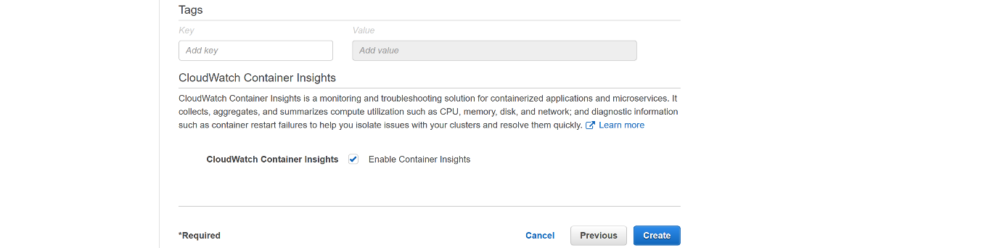 Tags
Key Value
Add key Add value
CloudWatch Container Insights
CloudWatch Container Insights is a monitoring and troubleshooting solution for containerized applications and microservices. It
collects, aggregates, and summarizes compute utilization such as CPU, memory, disk, and network; and diagnostic information
such as container restart failures to help you isolate issues with your clusters and resolve them quickly. Learn more
CloudWatch Container Insights Enable Container Insights
*Required Cancel Previous Create